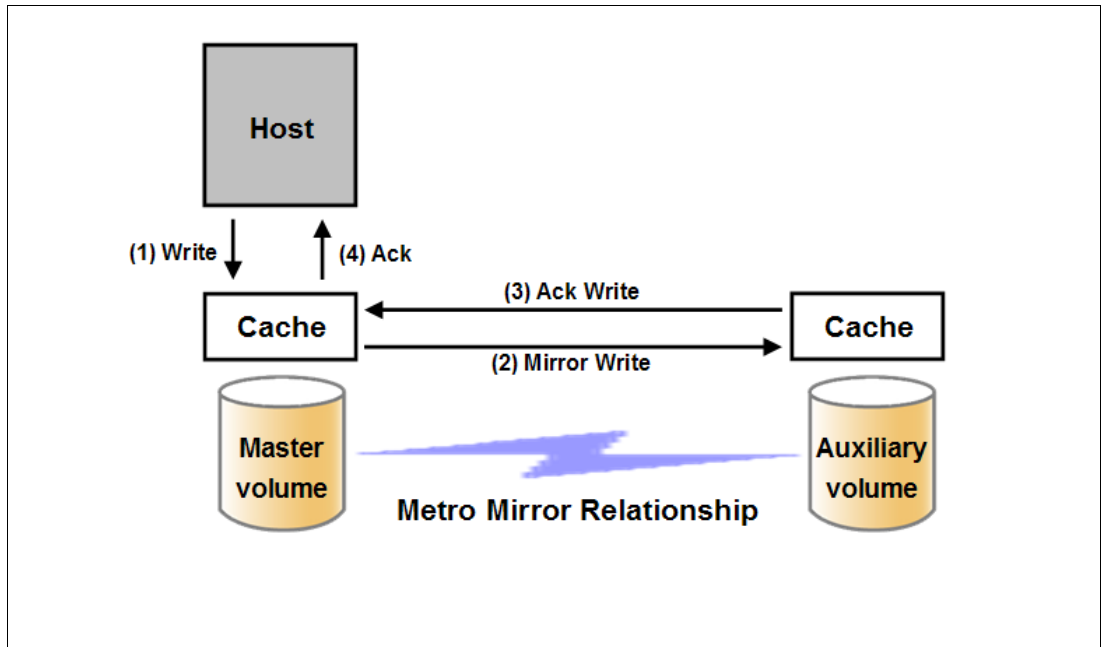 Host
(1) Write
(4) Ack
(3) Ack Write
Cache
Cache
(2) Mirror Write
Master
volume
Auxiliary
volume
Metro Mirror Relationship